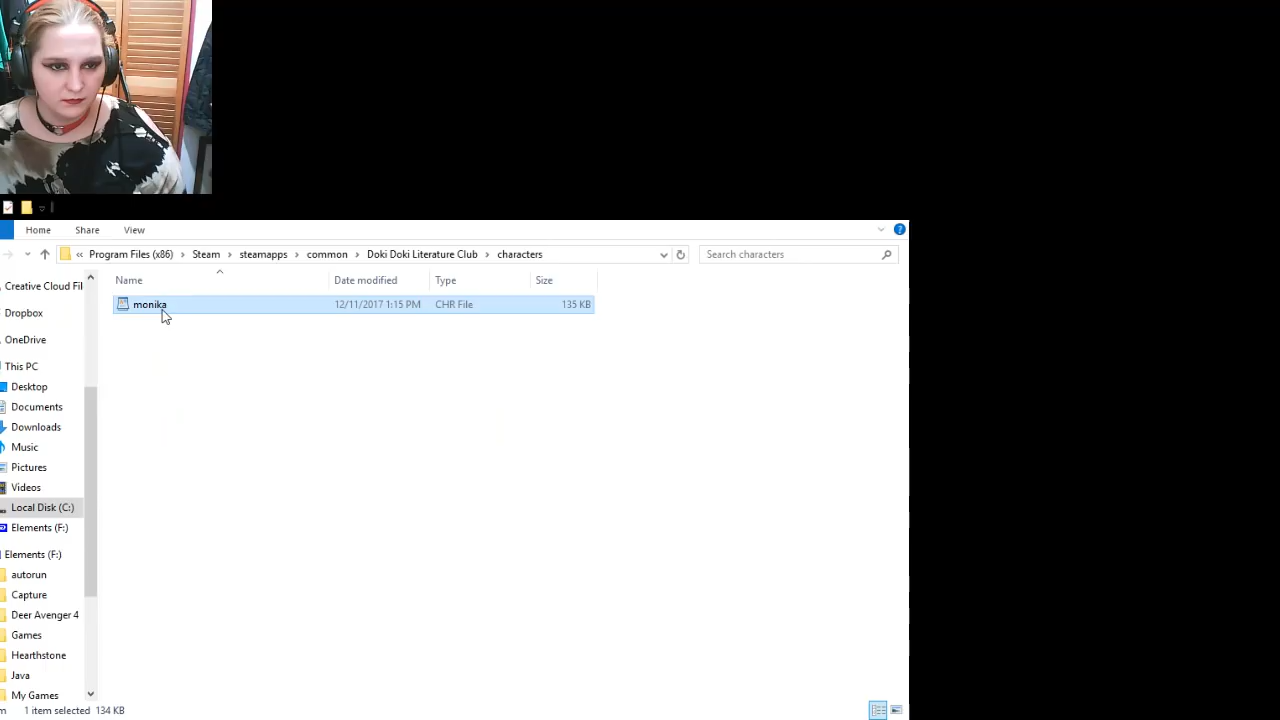 Home Share View
« Program Files (x86) › Steam › steamapps › common › Doki Doki Literature Club › characters
Search characters
Name Date modified Type Size
monika 12/11/2017 1:15 PM CHR File 135 KB
Creative Cloud Fil
Dropbox
OneDrive
This PC
Desktop
Documents
Downloads
Music
Pictures
Videos
Local Disk (C:)
Elements (F:)
Elements (F:)
autorun
Capture
Deer Avenger 4
Games
Hearthstone
Java
My Games
m 1 item selected 134 KB